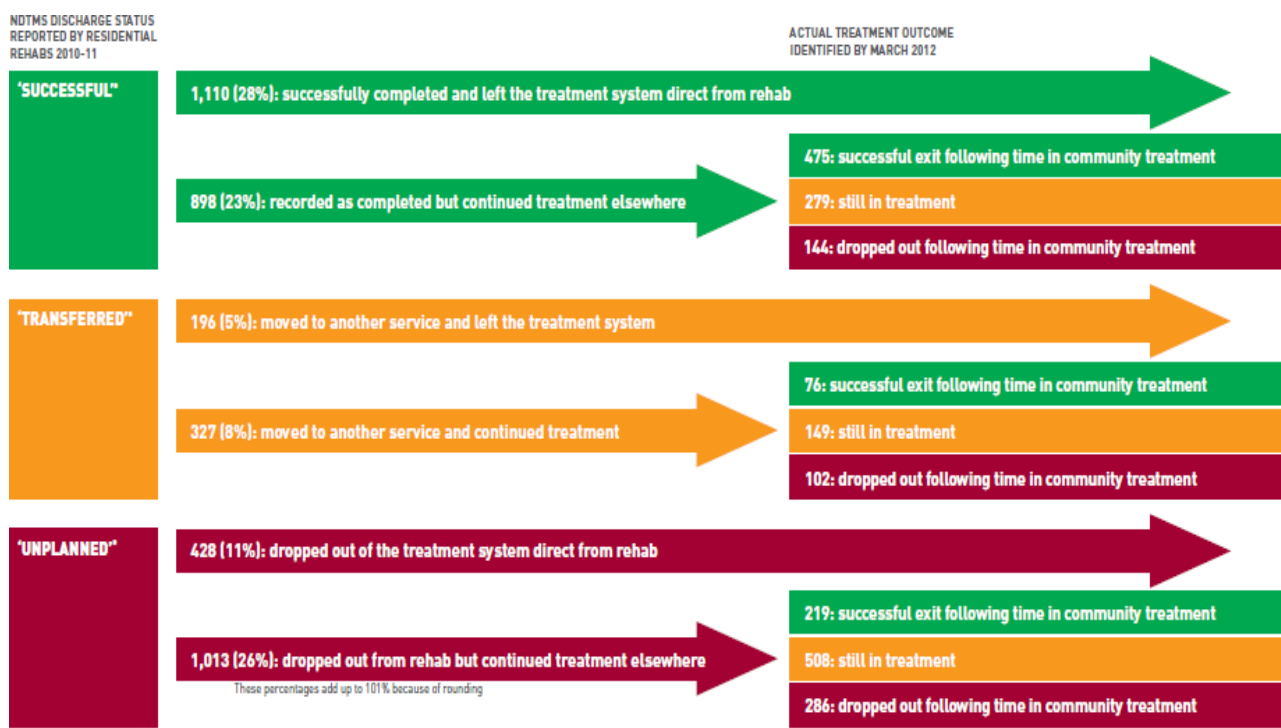 NDTMS DISCHARGE STATUS
REPORTED BY RESIDENTIAL
REHABS 2010-11
ACTUAL TREATMENT OUTCOME
IDENTIFIED BY MARCH 2012
'SUCCESSFUL"
1,110 (28%): successfully completed and left the treatment system direct from rehab
898 (23%): recorded as completed but continued treatment elsewhere
475: successful exit following time in community treatment
279: still in treatment
144: dropped out following time in community treatment
'TRANSFERRED"
196 (5%): moved to another service and left the treatment system
327 (8%): moved to another service and continued treatment
76: successful exit following time in community treatment
149: still in treatment
102: dropped out following time in community treatment
'UNPLANNED'"
428 (11%): dropped out of the treatment system direct from rehab
1,013 (26%): dropped out from rehab but continued treatment elsewhere
These percentages add up to 101% because of rounding
219: successful exit following time in community treatment
508: still in treatment
286: dropped out following time in community treatment